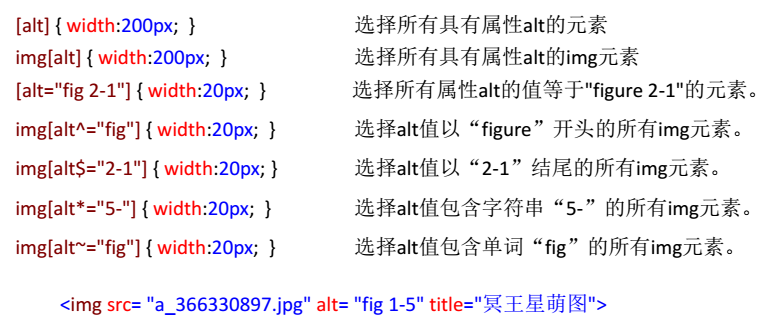 [alt] { width:200px; } 选择所有具有属性alt的元素
img[alt] { width:200px; } 选择所有具有属性alt的img元素
[alt="fig 2-1"] { width:20px; } 选择所有属性alt的值等于"figure 2-1"的元素。
img[alt^="fig"] { width:20px; } 选择alt值以“figure”开头的所有img元素。
img[alt$="2-1"] { width:20px; } 选择alt值以“2-1”结尾的所有img元素。
img[alt*="5-"] { width:20px; } 选择alt值包含字符串“5-”的所有img元素。
img[alt~="fig"] { width:20px; } 选择alt值包含单词“fig”的所有img元素。
<img src= "a_366330897.jpg" alt= "fig 1-5" title="冥王星萌图">